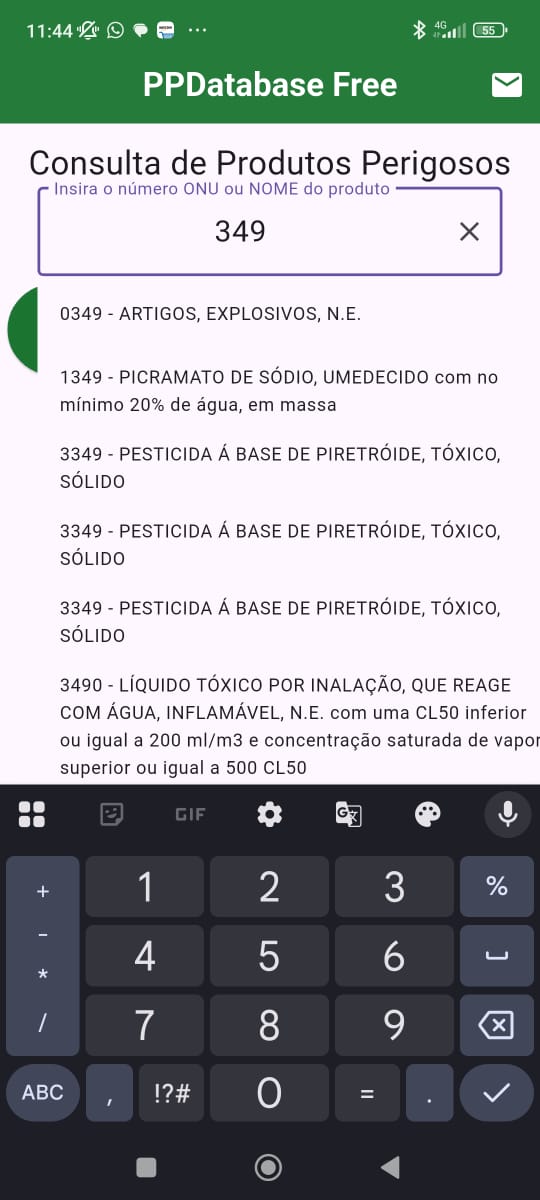 11:44
4G
55
PPDatabase Free
Consulta de Produtos Perigosos
Insira o número ONU ou NOME do produto
349
0349 - ARTIGOS, EXPLOSIVOS, N.E.
1349 - PICRAMATO DE SÓDIO, UMEDECIDO com no
mínimo 20% de água, em massa
3349 - PESTICIDA Á BASE DE PIRETRÓIDE, TÓXICO,
SÓLIDO
3349 - PESTICIDA Á BASE DE PIRETRÓIDE, TÓXICO,
SÓLIDO
3349 - PESTICIDA Á BASE DE PIRETRÓIDE, TÓXICO,
SÓLIDO
3490 - LÍQUIDO TÓXICO POR INALAÇÃO, QUE REAGE
COM ÁGUA, INFLAMÁVEL, N.E. com uma CL50 inferior
ou igual a 200 ml/m3 e concentração saturada de vapor
superior ou igual a 500 CL50
GIF
+ 1 2 3 %
-
4 5 6
*
/ 7 8 9
ABC , !?# 0 = .